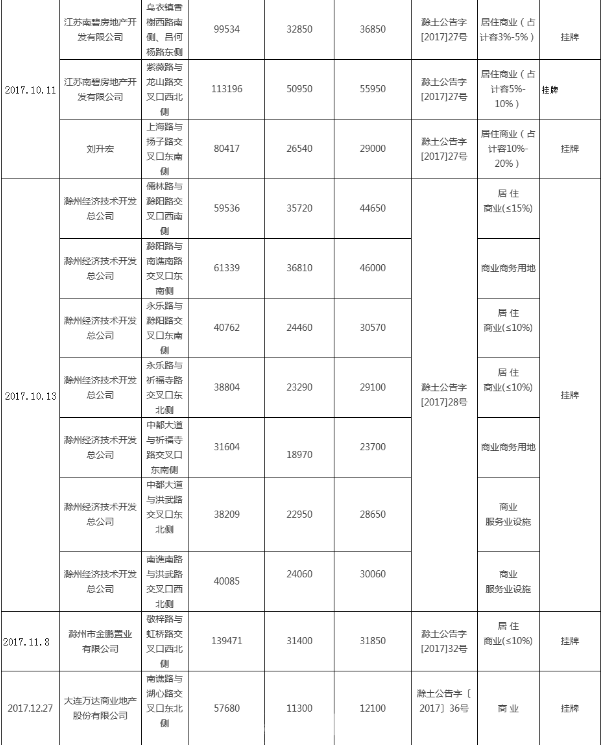 2017.10.11
江苏南碧房地产开
发有限公司
乌衣镇雪
榭西路南
侧、吕何
杨路东侧
99534
32850
36850
滁土公告字
[2017]27号
居住商业（占
计容3%-5%）
挂牌
江苏南碧房地产开
发有限公司
紫薇路与
龙山路交
叉口西北
侧
113196
50950
55950
滁土公告字
[2017]27号
居住商业（占
计容5%-
10%）
挂牌
刘升宏
上海路与
扬子路交
叉口东南
侧
80417
26540
29000
滁土公告字
[2017]27号
居住商业（占
计容10%-
20%）
挂牌
2017.10.13
滁州经济技术开发
总公司
儒林路与
滁阳路交
叉口西南
侧
59536
35720
44650
滁土公告字
[2017]28号
居 住
商业(≤15%)
挂牌
滁州经济技术开发
总公司
滁阳路与
南谯南路
交叉口东
南侧
61339
36810
46000
商业商务用地
滁州经济技术开发
总公司
永乐路与
滁阳路交
叉口东南
侧
40762
24460
30570
居 住
商业(≤10%)
滁州经济技术开发
总公司
永乐路与
祈福寺路
交叉口东
北侧
38804
23290
29100
居 住
商业(≤10%)
滁州经济技术开发
总公司
中都大道
与祈福寺
路交叉口
东南侧
31604
18970
23700
商业商务用地
滁州经济技术开发
总公司
中都大道
与洪武路
交叉口东
北侧
38209
22950
28650
商业
服务业设施
滁州经济技术开发
总公司
南谯南路
与洪武路
交叉口西
北侧
40085
24060
30060
商业
服务业设施
2017.11.8
滁州市金鹏置业
有限公司
敬梓路与
虹桥路交
叉口西北
侧
139471
31400
31850
滁土公告字
[2017]32号
居 住
商业(≤10%)
挂牌
2017.12.27
大连万达商业地产
股份有限公司
南谯路与
湖心路交
叉口东北
侧
57680
11300
12100
滁土公告字〔
2017〕36号
商 业
挂牌